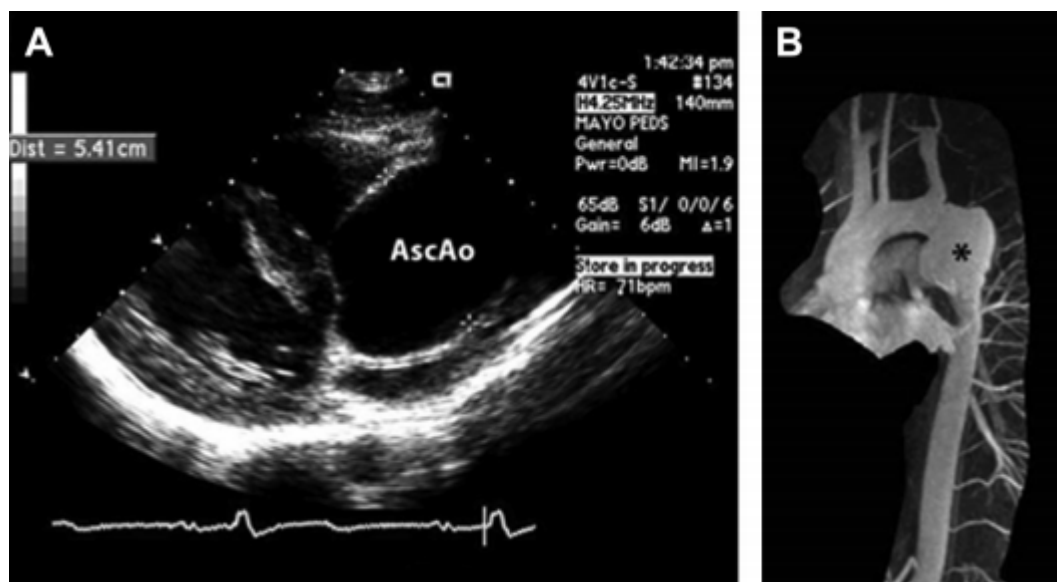 A
B
1:42:34 pm
4V1c-S #134
H4.25MHz 140mm
MAYO PEDS
General
Pwr=0dB MI=1.9
65dB S1/ 0/0/6
Gain= 6dB Δ=1
Store in progress
HR= 71bpm
Dist = 5.41cm
AscAo
*